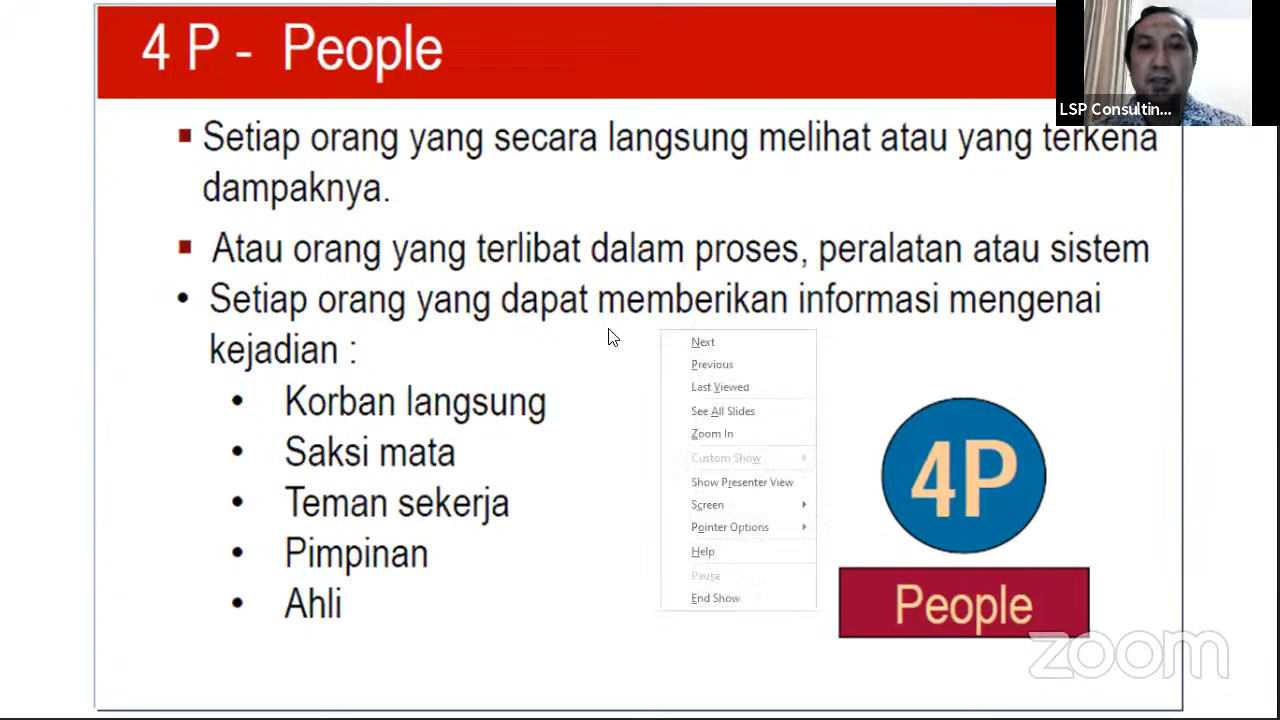 4 P - People
LSP Consultin...
▪ Setiap orang yang secara langsung melihat atau yang terkena
dampaknya.
▪ Atau orang yang terlibat dalam proses, peralatan atau sistem
• Setiap orang yang dapat memberikan informasi mengenai
kejadian :
• Korban langsung
• Saksi mata
• Teman sekerja
• Pimpinan
• Ahli
Next
Previous
Last Viewed
See All Slides
Zoom In
Custom Show
Show Presenter View
Screen
Pointer Options
Help
Pause
End Show
4P
People
zoom